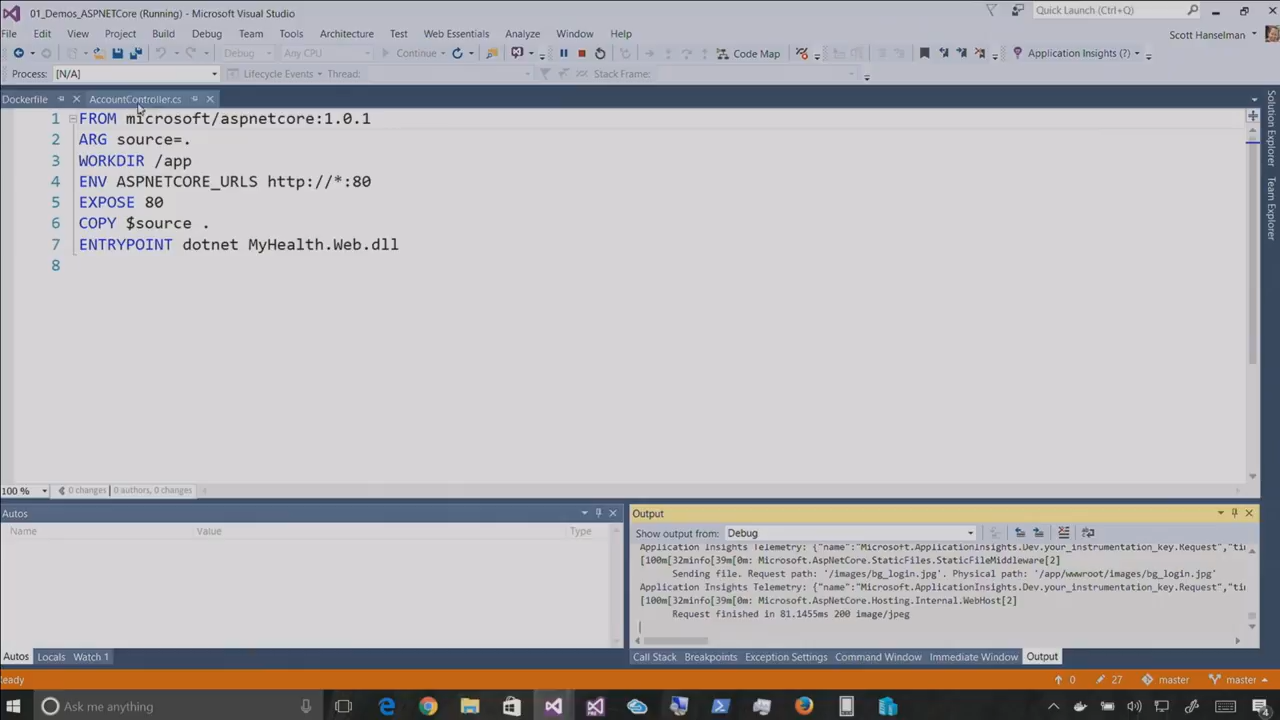 01_Demos_ASPNETCore (Running) - Microsoft Visual Studio
Quick Launch (Ctrl+Q)
File Edit View Project Build Debug Team Tools Architecture Test Web Essentials Analyze Window Help
Scott Hanselman
Debug Any CPU Continue Code Map Application Insights (?)
Process: [N/A] Lifecycle Events Thread: Stack Frame:
Dockerfile AccountController.cs
1 FROM microsoft/aspnetcore:1.0.1
2 ARG source=.
3 WORKDIR /app
4 ENV ASPNETCORE_URLS http://*:80
5 EXPOSE 80
6 COPY $source .
7 ENTRYPOINT dotnet MyHealth.Web.dll
8
Solution Explorer
Team Explorer
100 % 0 changes | 0 authors, 0 changes
Autos
Name Value Type
Output
Show output from: Debug
Application Insights Telemetry: {"name":"Microsoft.ApplicationInsights.Dev.your_instrumentation_key.Request","ti
[100m[32minfo[39m[0m: Microsoft.AspNetCore.StaticFiles.StaticFileMiddleware[2]
Sending file. Request path: '/images/bg_login.jpg'. Physical path: '/app/wwwroot/images/bg_login.jpg'
Application Insights Telemetry: {"name":"Microsoft.ApplicationInsights.Dev.your_instrumentation_key.Request","ti
[100m[32minfo[39m[0m: Microsoft.AspNetCore.Hosting.Internal.WebHost[2]
Request finished in 81.1455ms 200 image/jpeg
Autos Locals Watch 1
Call Stack Breakpoints Exception Settings Command Window Immediate Window Output
eady 0 27 master master
Ask me anything
4